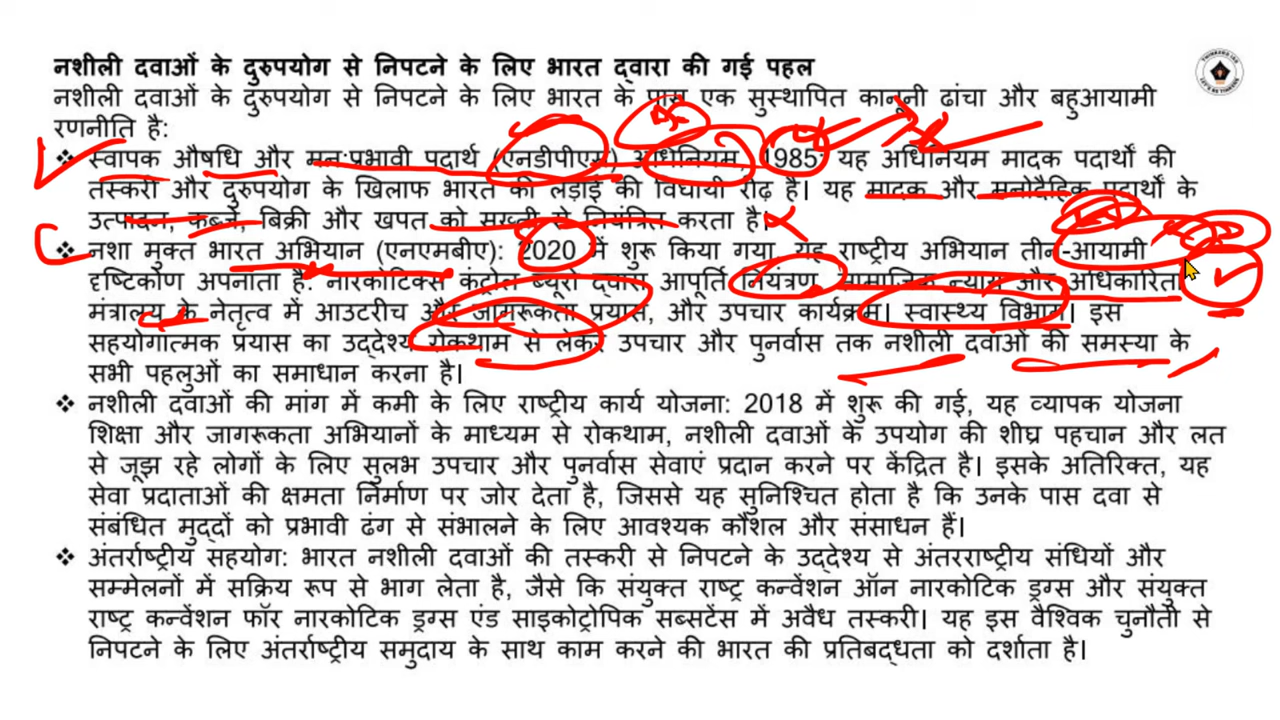 नशीली दवाओं के दुरुपयोग से निपटने के लिए भारत द्वारा की गई पहल
नशीली दवाओं के दुरुपयोग से निपटने के लिए भारत के पास एक सुस्थापित कानूनी ढांचा और बहुआयामी
रणनीति है:
❖ स्वापक औषधि और मन:प्रभावी पदार्थ (एनडीपीएस) अधिनियम, 1985: यह अधिनियम मादक पदार्थों की
तस्करी और दुरुपयोग के खिलाफ भारत की लड़ाई की विधायी रीढ़ है। यह मादक और मनोदैहिक पदार्थों के
उत्पादन, कब्जे, बिक्री और खपत को सख्ती से नियंत्रित करता है।
❖ नशा मुक्त भारत अभियान (एनएमबीए): 2020 में शुरू किया गया, यह राष्ट्रीय अभियान तीन-आयामी
दृष्टिकोण अपनाता है: नारकोटिक्स कंट्रोल ब्यूरो द्वारा आपूर्ति नियंत्रण, सामाजिक न्याय और अधिकारिता
मंत्रालय के नेतृत्व में आउटरीच और जागरूकता प्रयास, और उपचार कार्यक्रम। स्वास्थ्य विभाग। इस
सहयोगात्मक प्रयास का उद्देश्य रोकथाम से लेकर उपचार और पुनर्वास तक नशीली दवाओं की समस्या के
सभी पहलुओं का समाधान करना है।
❖ नशीली दवाओं की मांग में कमी के लिए राष्ट्रीय कार्य योजना: 2018 में शुरू की गई, यह व्यापक योजना
शिक्षा और जागरूकता अभियानों के माध्यम से रोकथाम, नशीली दवाओं के उपयोग की शीघ्र पहचान और लत
से जूझ रहे लोगों के लिए सुलभ उपचार और पुनर्वास सेवाएं प्रदान करने पर केंद्रित है। इसके अतिरिक्त, यह
सेवा प्रदाताओं की क्षमता निर्माण पर जोर देता है, जिससे यह सुनिश्चित होता है कि उनके पास दवा से
संबंधित मुद्दों को प्रभावी ढंग से संभालने के लिए आवश्यक कौशल और संसाधन हैं।
❖ अंतर्राष्ट्रीय सहयोग: भारत नशीली दवाओं की तस्करी से निपटने के उद्देश्य से अंतरराष्ट्रीय संधियों और
सम्मेलनों में सक्रिय रूप से भाग लेता है, जैसे कि संयुक्त राष्ट्र कन्वेंशन ऑन नारकोटिक ड्रग्स और संयुक्त
राष्ट्र कन्वेंशन फॉर नारकोटिक ड्रग्स एंड साइकोट्रोपिक सब्सटेंस में अवैध तस्करी। यह इस वैश्विक चुनौती से
निपटने के लिए अंतर्राष्ट्रीय समुदाय के साथ काम करने की भारत की प्रतिबद्धता को दर्शाता है।